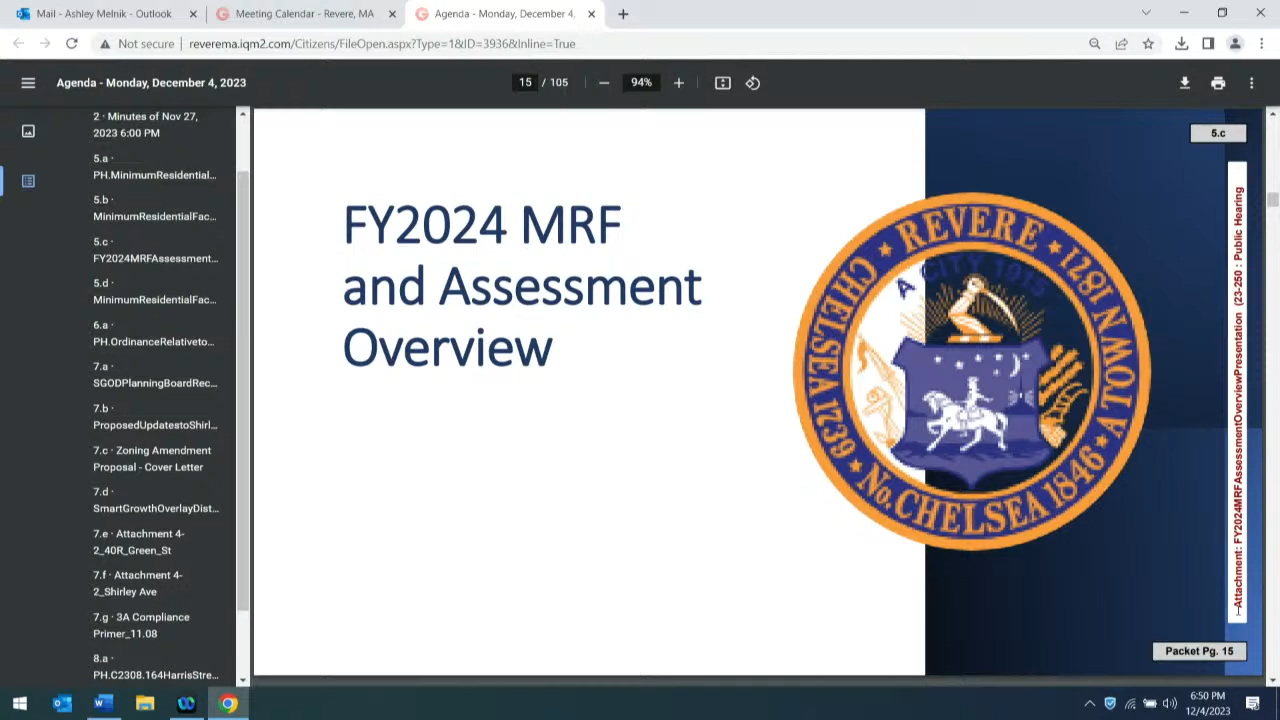 Mail - Ashley Melnik - Outlook
Meeting Calendar - Revere, MA
Agenda - Monday, December 4,
Not secure
reverema.iqm2.com/Citizens/FileOpen.aspx?Type=1&ID=3936&Inline=True
Agenda - Monday, December 4, 2023
15 / 105
94%
2 · Minutes of Nov 27,
2023 6:00 PM
5.a ·
PH.MinimumResidential...
5.b ·
MinimumResidentialFac...
5.c ·
FY2024MRFAssessment...
5.d ·
MinimumResidentialFac...
6.a ·
PH.OrdinanceRelativeto...
7.a ·
SGODPlanningBoardRec...
7.b ·
ProposedUpdatestoShirl...
7.c · Zoning Amendment
Proposal - Cover Letter
7.d ·
SmartGrowthOverlayDist...
7.e · Attachment 4-
2_40R_Green_St
7.f · Attachment 4-
2_Shirley Ave
7.g · 3A Compliance
Primer_11.08
8.a ·
PH.C2308.164HarrisStre...
FY2024 MRF
and Assessment
Overview
REVERE
A CITY 1915
CHELSEA 1739
No. CHELSEA 1846
A TOWN 1871
5.c
Attachment: FY2024MRFAssessmentOverviewPresentation (23-250 : Public Hearing
Packet Pg. 15
6:50 PM
12/4/2023